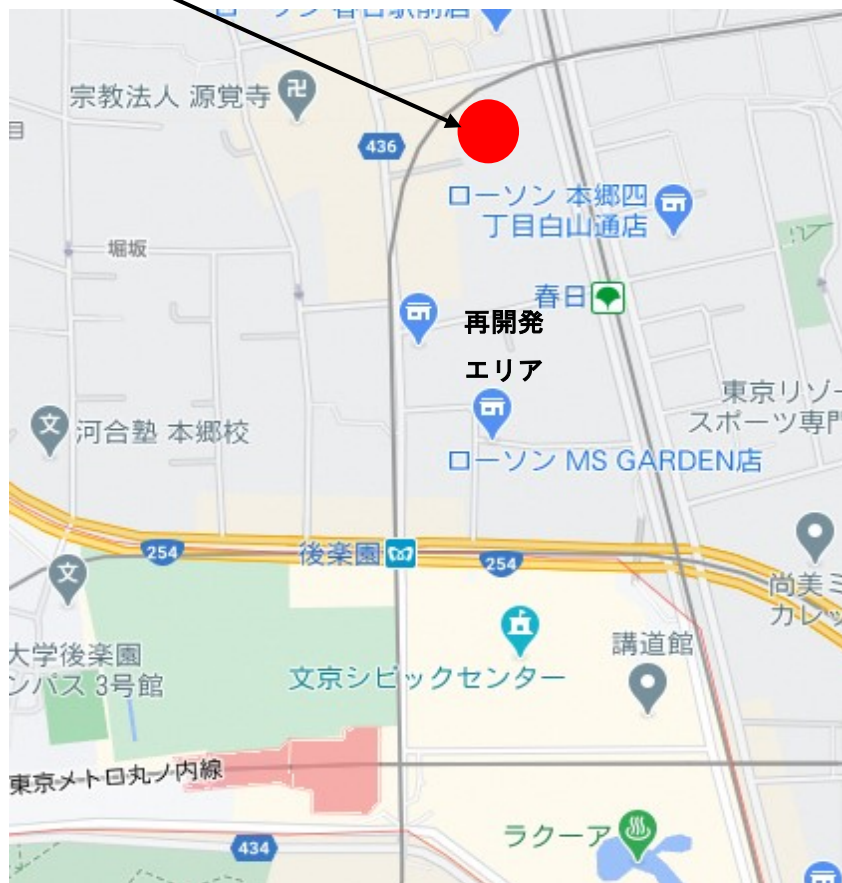 ローソン 春日駅前店
宗教法人 源覚寺
目
436
ローソン 本郷四
丁目白山通店
堀坂
春日
再開発
エリア
東京リゾー
スポーツ専門
河合塾 本郷校
ローソン MS GARDEN店
254
後楽園
254
尚美ミ
カレッ
大学後楽園
ンパス 3号館
文京シビックセンター
講道館
東京メトロ丸ノ内線
ラクーア
434